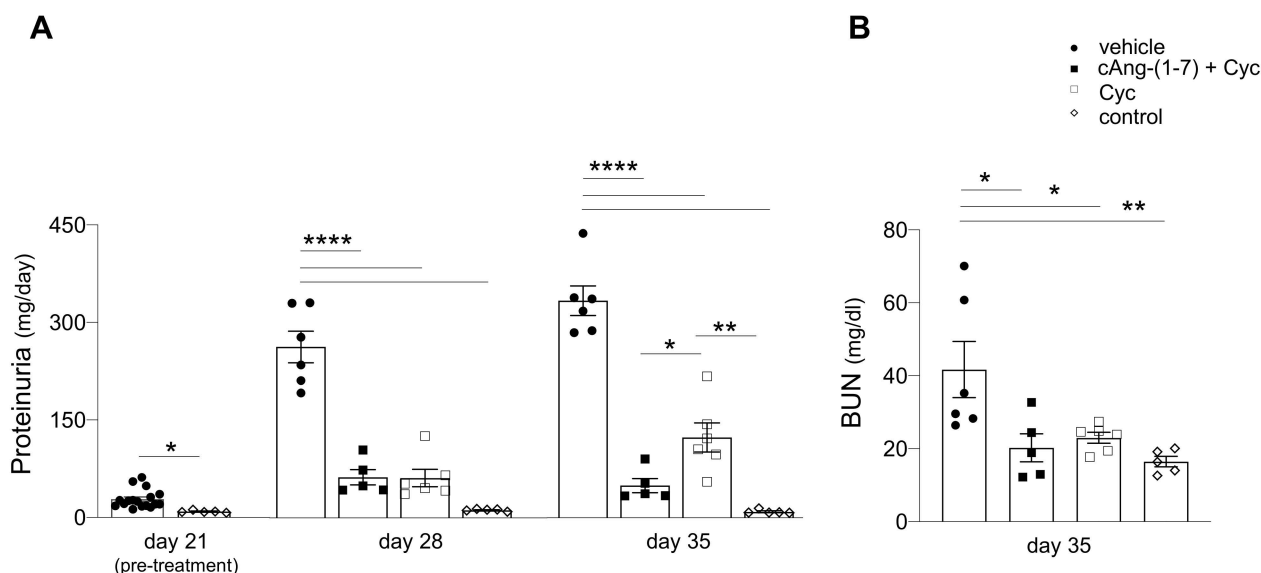 A
B
vehicle
cAng-(1-7) + Cyc
Cyc
control
****
****
*
*
**
*
*
**
Proteinuria (mg/day)
450
300
150
0
day 21
(pre-treatment)
day 28
day 35
BUN (mg/dl)
80
60
40
20
0
day 35